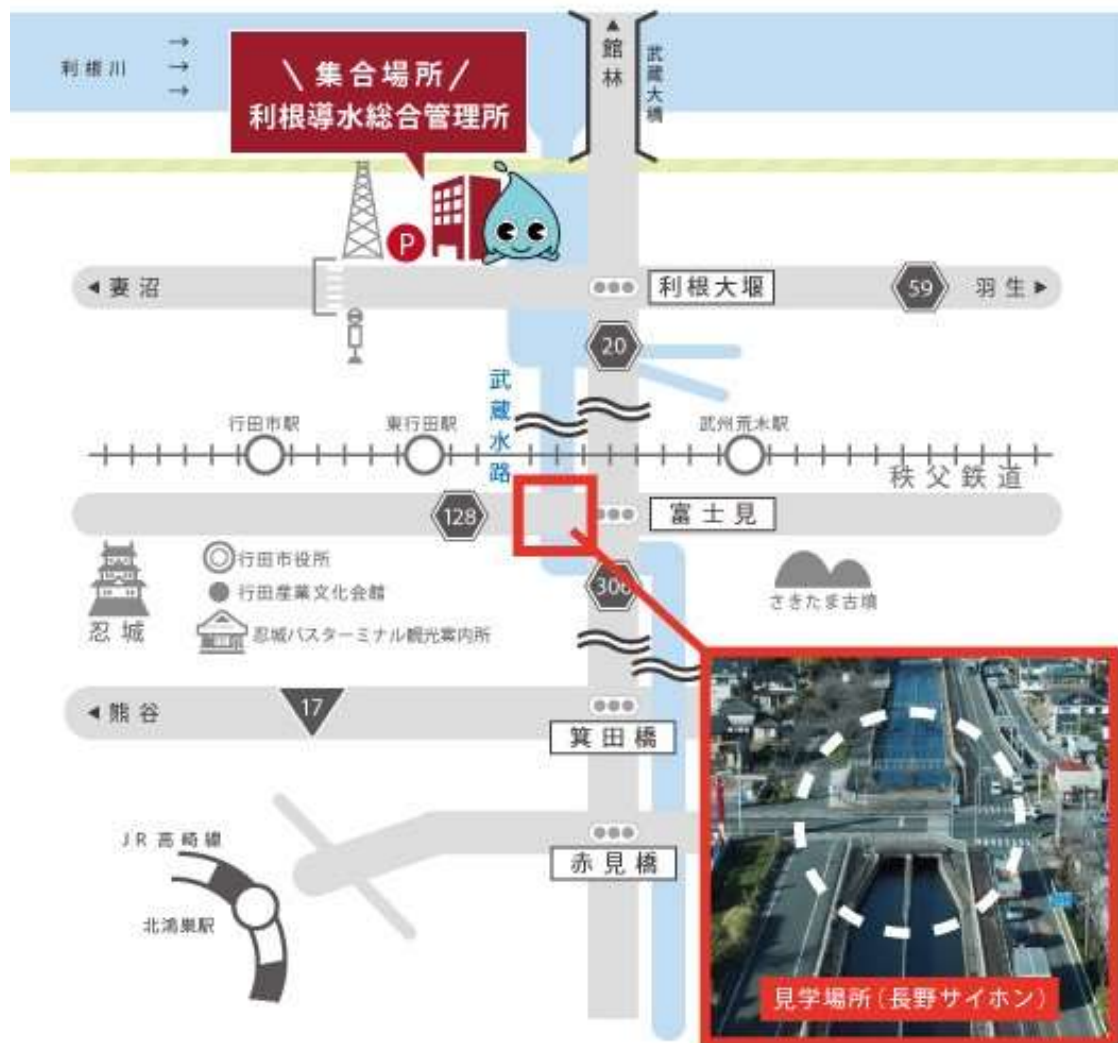 利根川
→
→
→
\ 集合場所 /
利根導水総合管理所
▲
館林
武蔵大橋
P
◀妻沼
利根大堰
59
羽生▶
20
武蔵水路
行田市駅
東行田駅
武州荒木駅
秩父鉄道
128
富士見
行田市役所
行田産業文化会館
忍城バスターミナル観光案内所
忍城
306
さきたま古墳
◀熊谷
17
箕田橋
JR高崎線
北鴻巣駅
赤見橋
見学場所(長野サイホン)